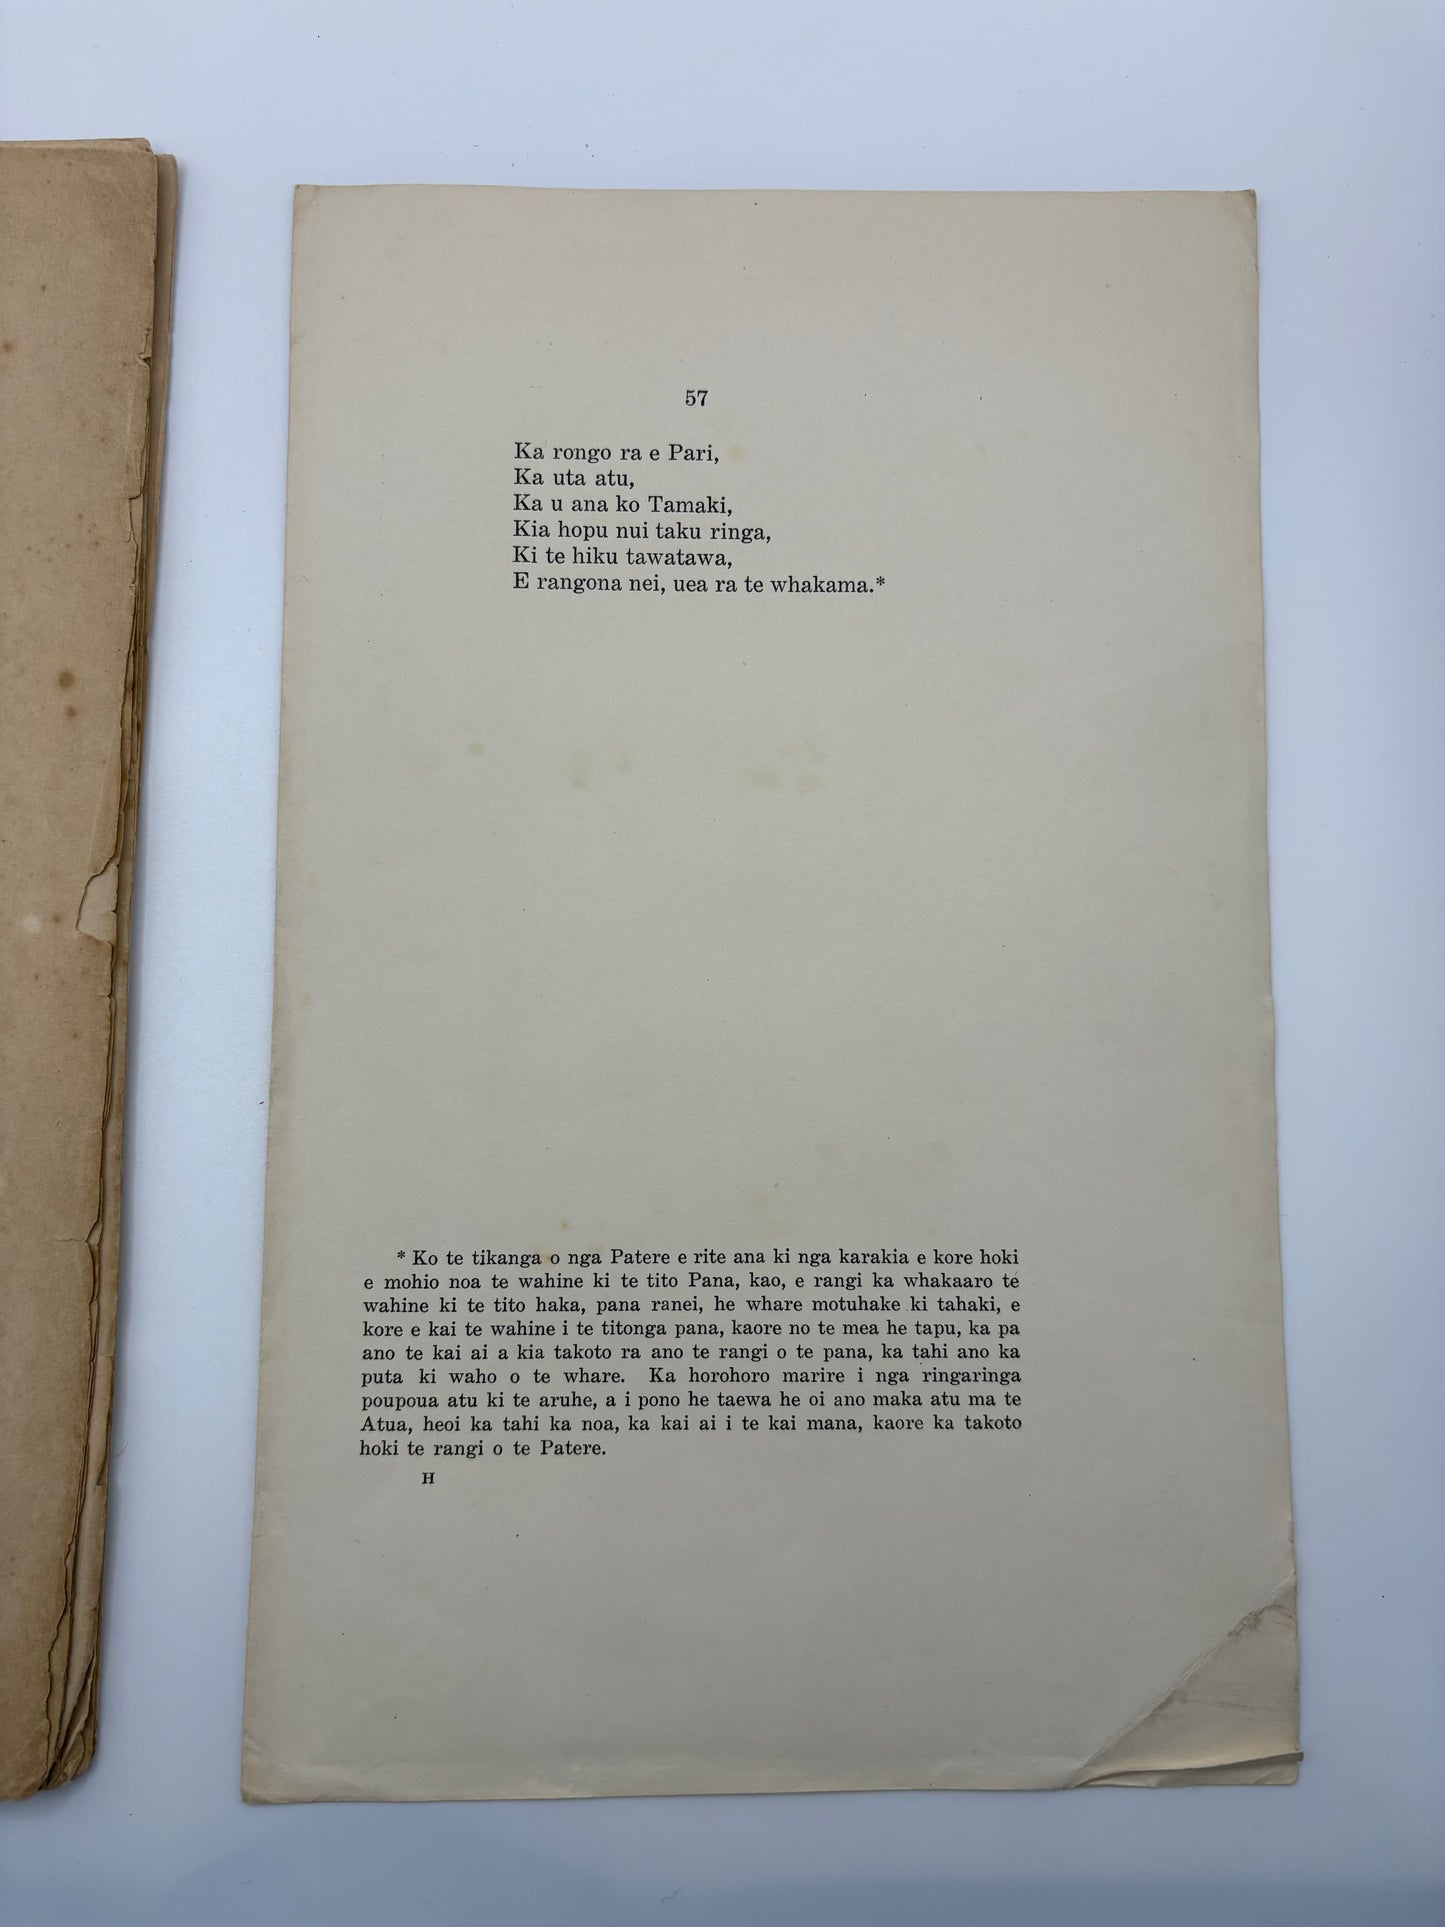 57
Ka rongo ra e Pari,
Ka uta atu,
Ka u ana ko Tamaki,
Kia hopu nui taku ringa,
Ki te hiku tawatawa,
E rangona nei, uea ra te whakama.*
* Ko te tikanga o nga Patere e rite ana ki nga karakia e kore hoki
e mohio noa te wahine ki te tito Pana, kao, e rangi ka whakaaro te
wahine ki te tito haka, pana ranei, he whare motuhake ki tahaki, e
kore e kai te wahine i te titonga pana, kaore no te mea he tapu, ka pa
ano te kai ai a kia takoto ra ano te rangi o te pana, ka tahi ano ka
puta ki waho o te whare. Ka horohoro marire i nga ringaringa
poupoua atu ki te aruhe, a i pono he taewa he oi ano maka atu ma te
Atua, heoi ka tahi ka noa, ka kai ai i te kai mana, kaore ka takoto
hoki te rangi o te Patere.
H